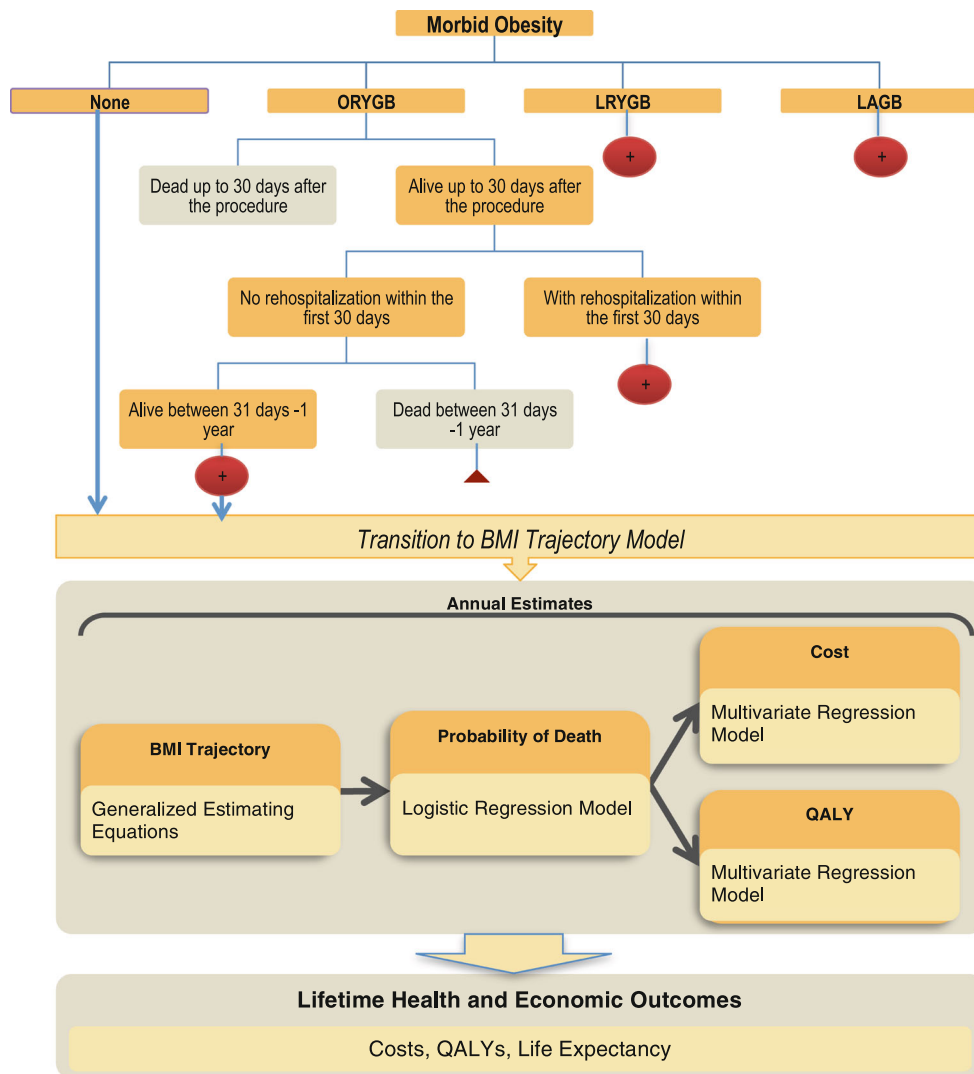 Morbid Obesity
None
ORYGB
LRYGB
LAGB
+
+
Dead up to 30 days after
the procedure
Alive up to 30 days after
the procedure
No rehospitalization within the
first 30 days
With rehospitalization within
the first 30 days
+
Alive between 31 days -1
year
Dead between 31 days
-1 year
+
Transition to BMI Trajectory Model
Annual Estimates
BMI Trajectory
Generalized Estimating
Equations
Probability of Death
Logistic Regression Model
Cost
Multivariate Regression
Model
QALY
Multivariate Regression
Model
Lifetime Health and Economic Outcomes
Costs, QALYs, Life Expectancy